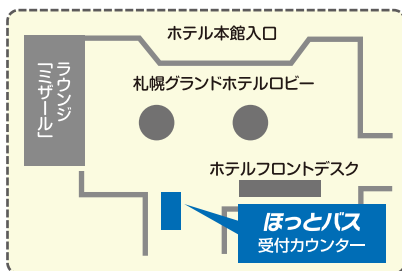 ホテル本館入口
ラウンジ
「ミザール」
札幌グランドホテルロビー
ホテルフロントデスク
ほっとバス
受付カウンター